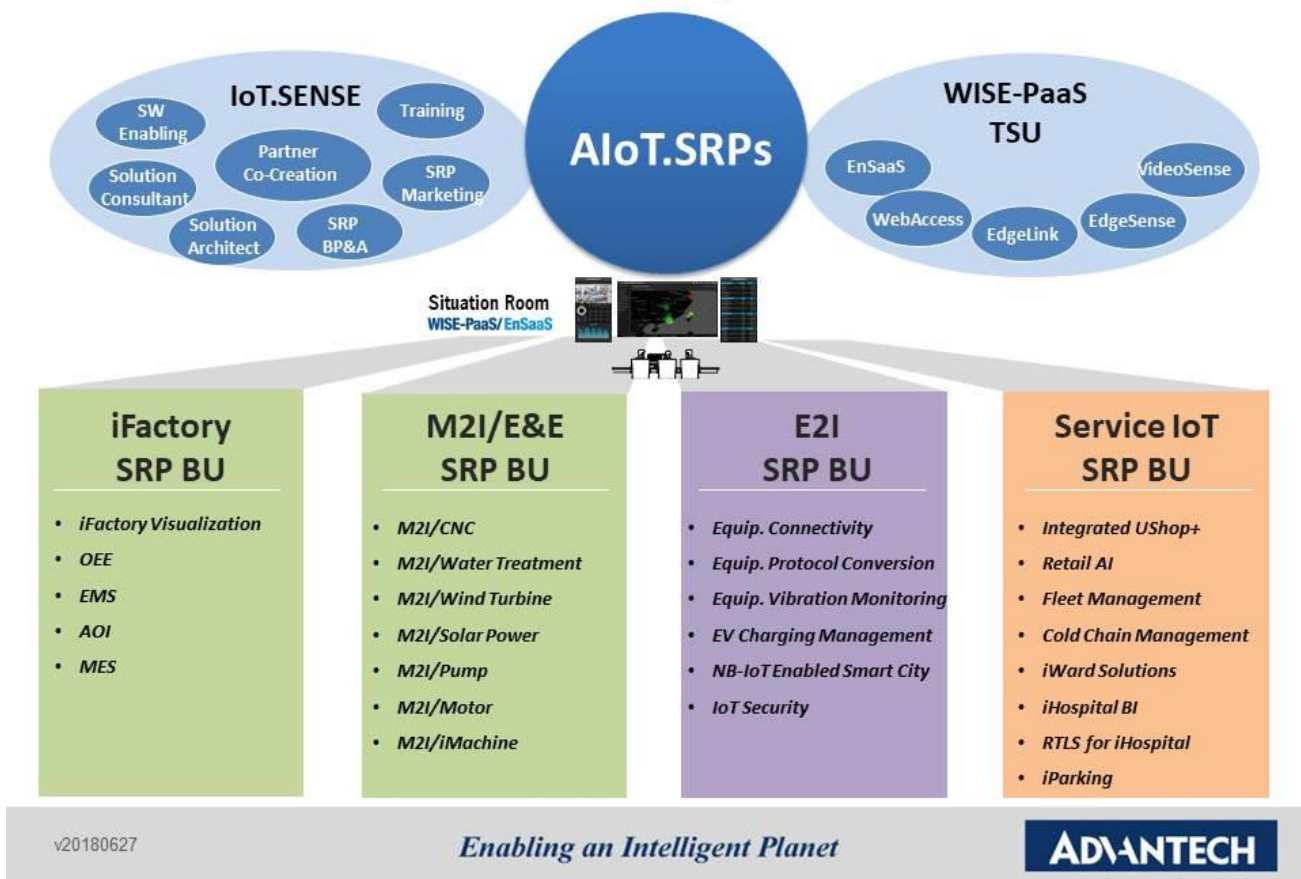 IoT.SENSE
SW
Enabling
Training
Partner
Co-Creation
Solution
Consultant
SRP
Marketing
Solution
Architect
SRP
BP&A
AIoT.SRPs
WISE-PaaS
TSU
EnSaaS
VideoSense
WebAccess
EdgeSense
EdgeLink
Situation Room
WISE-PaaS/EnSaaS
iFactory
SRP BU
• iFactory Visualization
• OEE
• EMS
• AOI
• MES
M2I/E&E
SRP BU
• M2I/CNC
• M2I/Water Treatment
• M2I/Wind Turbine
• M2I/Solar Power
• M2I/Pump
• M2I/Motor
• M2I/iMachine
E2I
SRP BU
• Equip. Connectivity
• Equip. Protocol Conversion
• Equip. Vibration Monitoring
• EV Charging Management
• NB-IoT Enabled Smart City
• IoT Security
Service IoT
SRP BU
• Integrated UShop+
• Retail AI
• Fleet Management
• Cold Chain Management
• iWard Solutions
• iHospital BI
• RTLS for iHospital
• iParking
v20180627
Enabling an Intelligent Planet
ADVANTECH